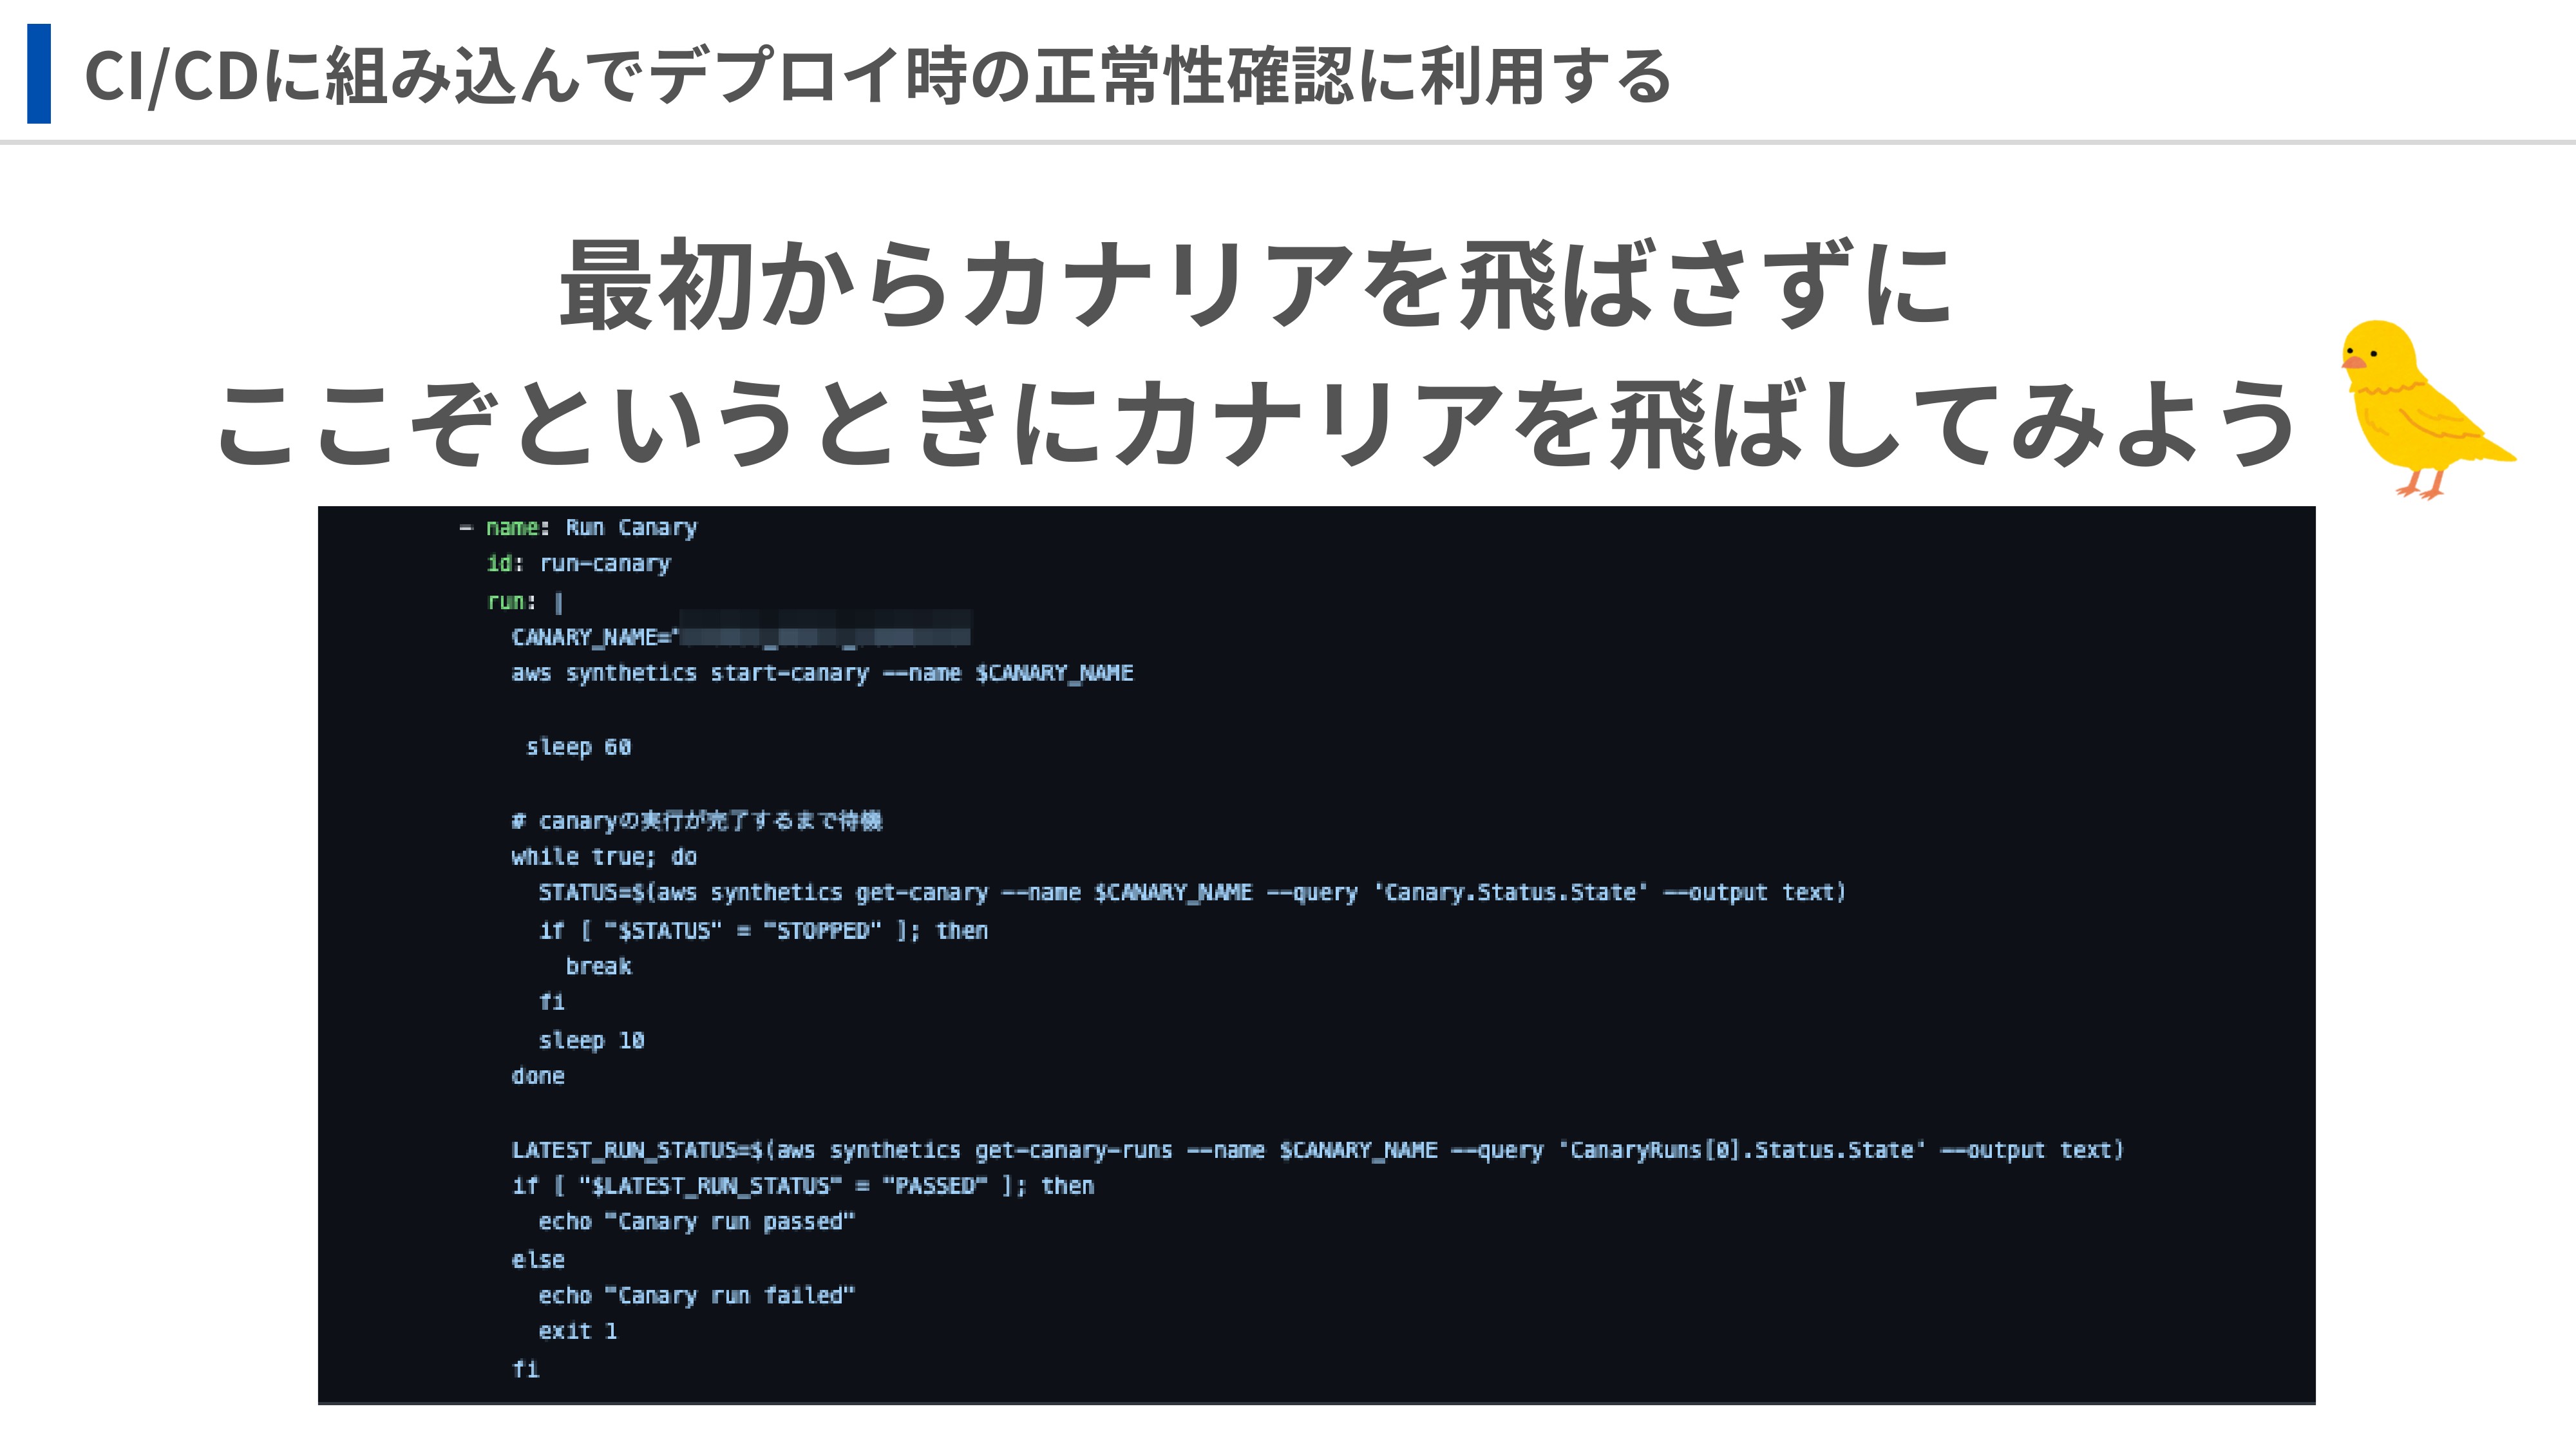 CI/CDに組み込んでデプロイ時の正常性確認に利用する
最初からカナリアを飛ばさずに
ここぞというときにカナリアを飛ばしてみよう
- name: Run Canary
id: run-canary
run: |
CANARY_NAME="
aws synthetics start-canary --name $CANARY_NAME
sleep 60
# canaryの実行が完了するまで待機
while true; do
STATUS=$(aws synthetics get-canary --name $CANARY_NAME --query 'Canary.Status.State' --output text)
if [ "$STATUS" = "STOPPED" ]; then
break
fi
sleep 10
done
LATEST_RUN_STATUS=$(aws synthetics get-canary-runs --name $CANARY_NAME --query 'CanaryRuns[0].Status.State' --output text)
if [ "$LATEST_RUN_STATUS" = "PASSED" ]; then
echo "Canary run passed"
else
echo "Canary run failed"
exit 1
fi